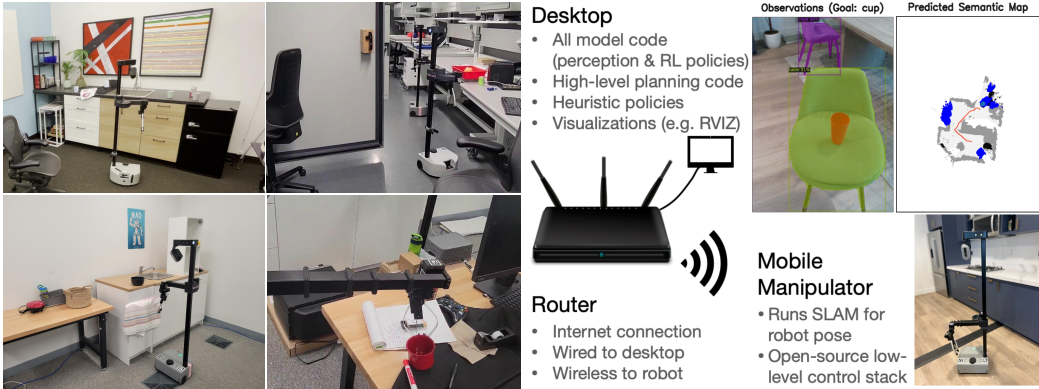 Desktop
• All model code
(perception & RL policies)
• High-level planning code
• Heuristic policies
• Visualizations (e.g. RVIZ)
Router
• Internet connection
• Wired to desktop
• Wireless to robot
Observations (Goal: cup)
Predicted Semantic Map
Mobile
Manipulator
• Runs SLAM for
robot pose
• Open-source low-
level control stack
NAO